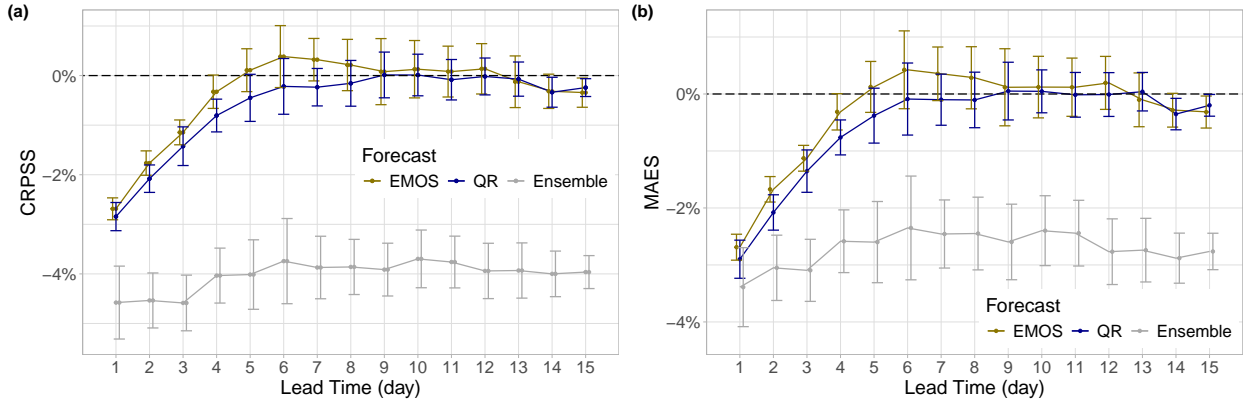 (a)
CRPSS
0%
−2%
−4%
Forecast
EMOS QR Ensemble
1 2 3 4 5 6 7 8 9 10 11 12 13 14 15
Lead Time (day)
(b)
MAES
0%
−2%
−4%
Forecast
EMOS QR Ensemble
1 2 3 4 5 6 7 8 9 10 11 12 13 14 15
Lead Time (day)